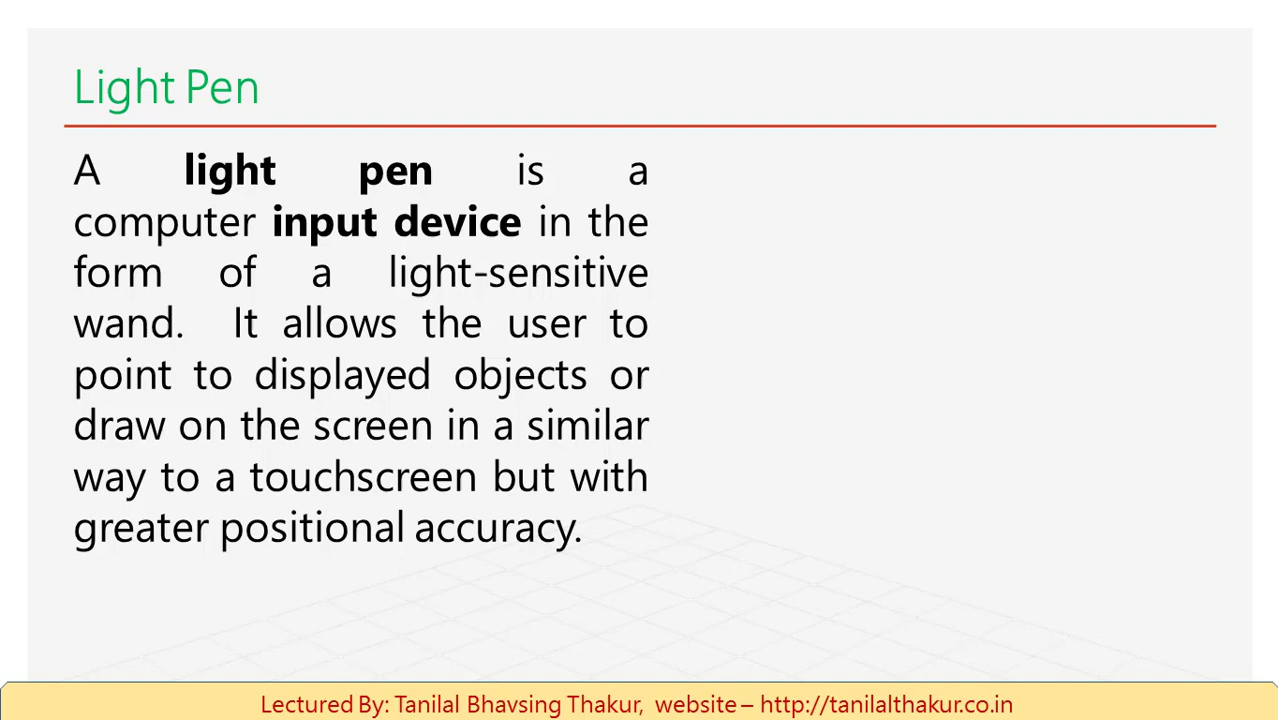 Light Pen
A light pen is a
computer input device in the
form of a light-sensitive
wand. It allows the user to
point to displayed objects or
draw on the screen in a similar
way to a touchscreen but with
greater positional accuracy.
Lectured By: Tanilal Bhavsing Thakur, website – http://tanilalthakur.co.in